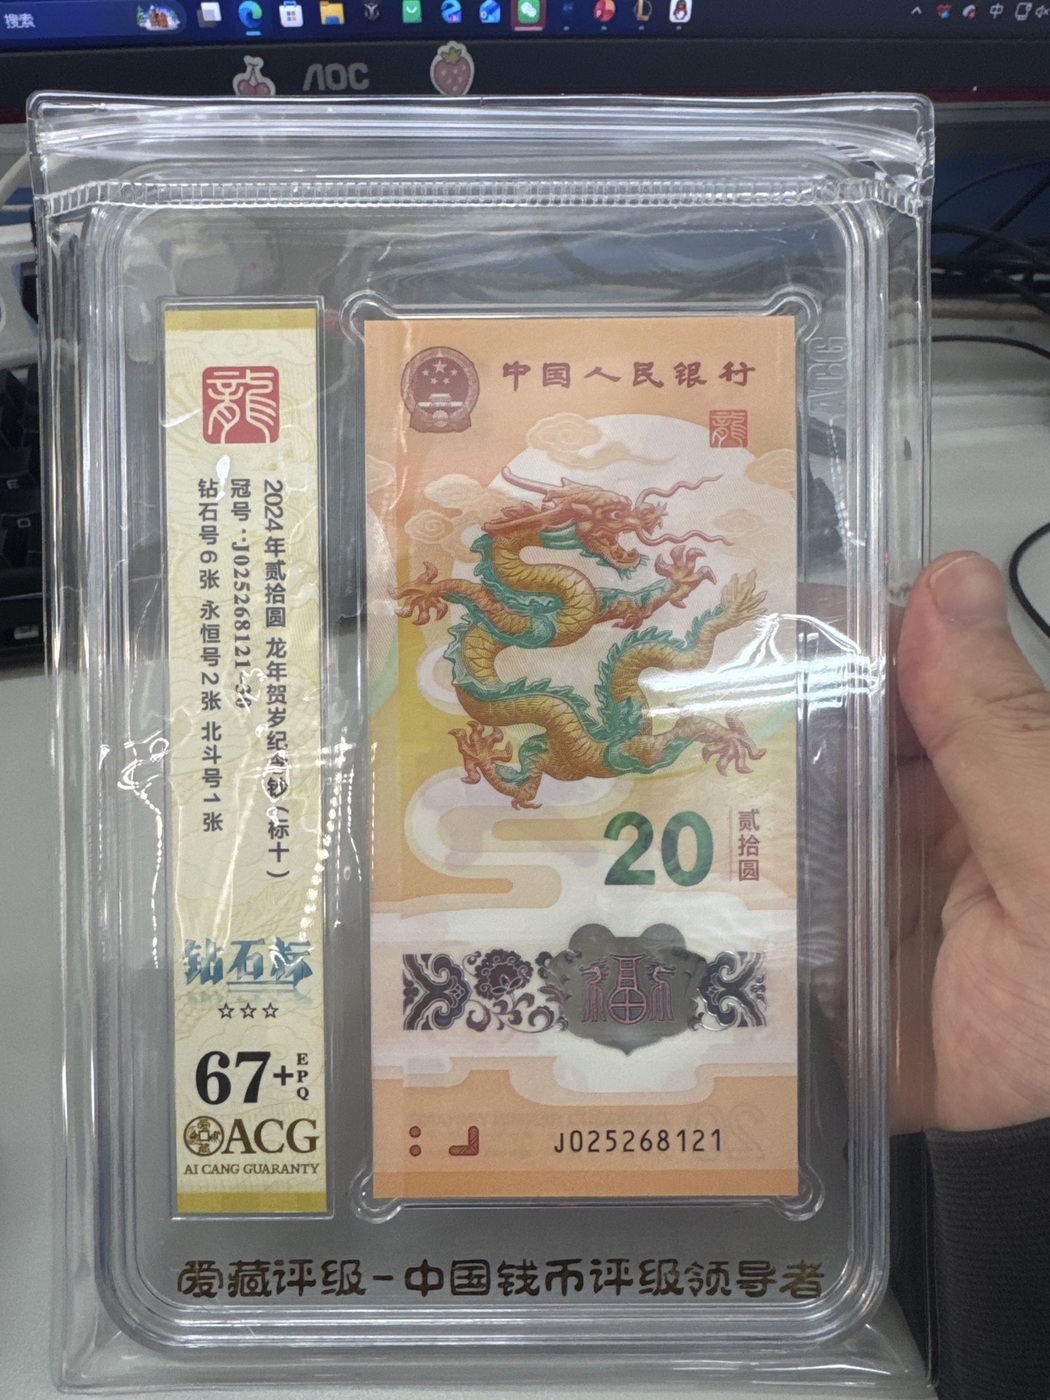 搜索
中
AOC
龍
2024年贰拾圆 龙年贺岁纪念钞（标十）
冠号：J025268121-30
钻石号6张 永恒号2张 北斗号1张
☆☆☆
67+
EPQ
ACG
AI CANG GUARANTY
中国人民银行
龍
20
贰拾圆
福
J025268121
ACG
爱藏评级-中国钱币评级领导者